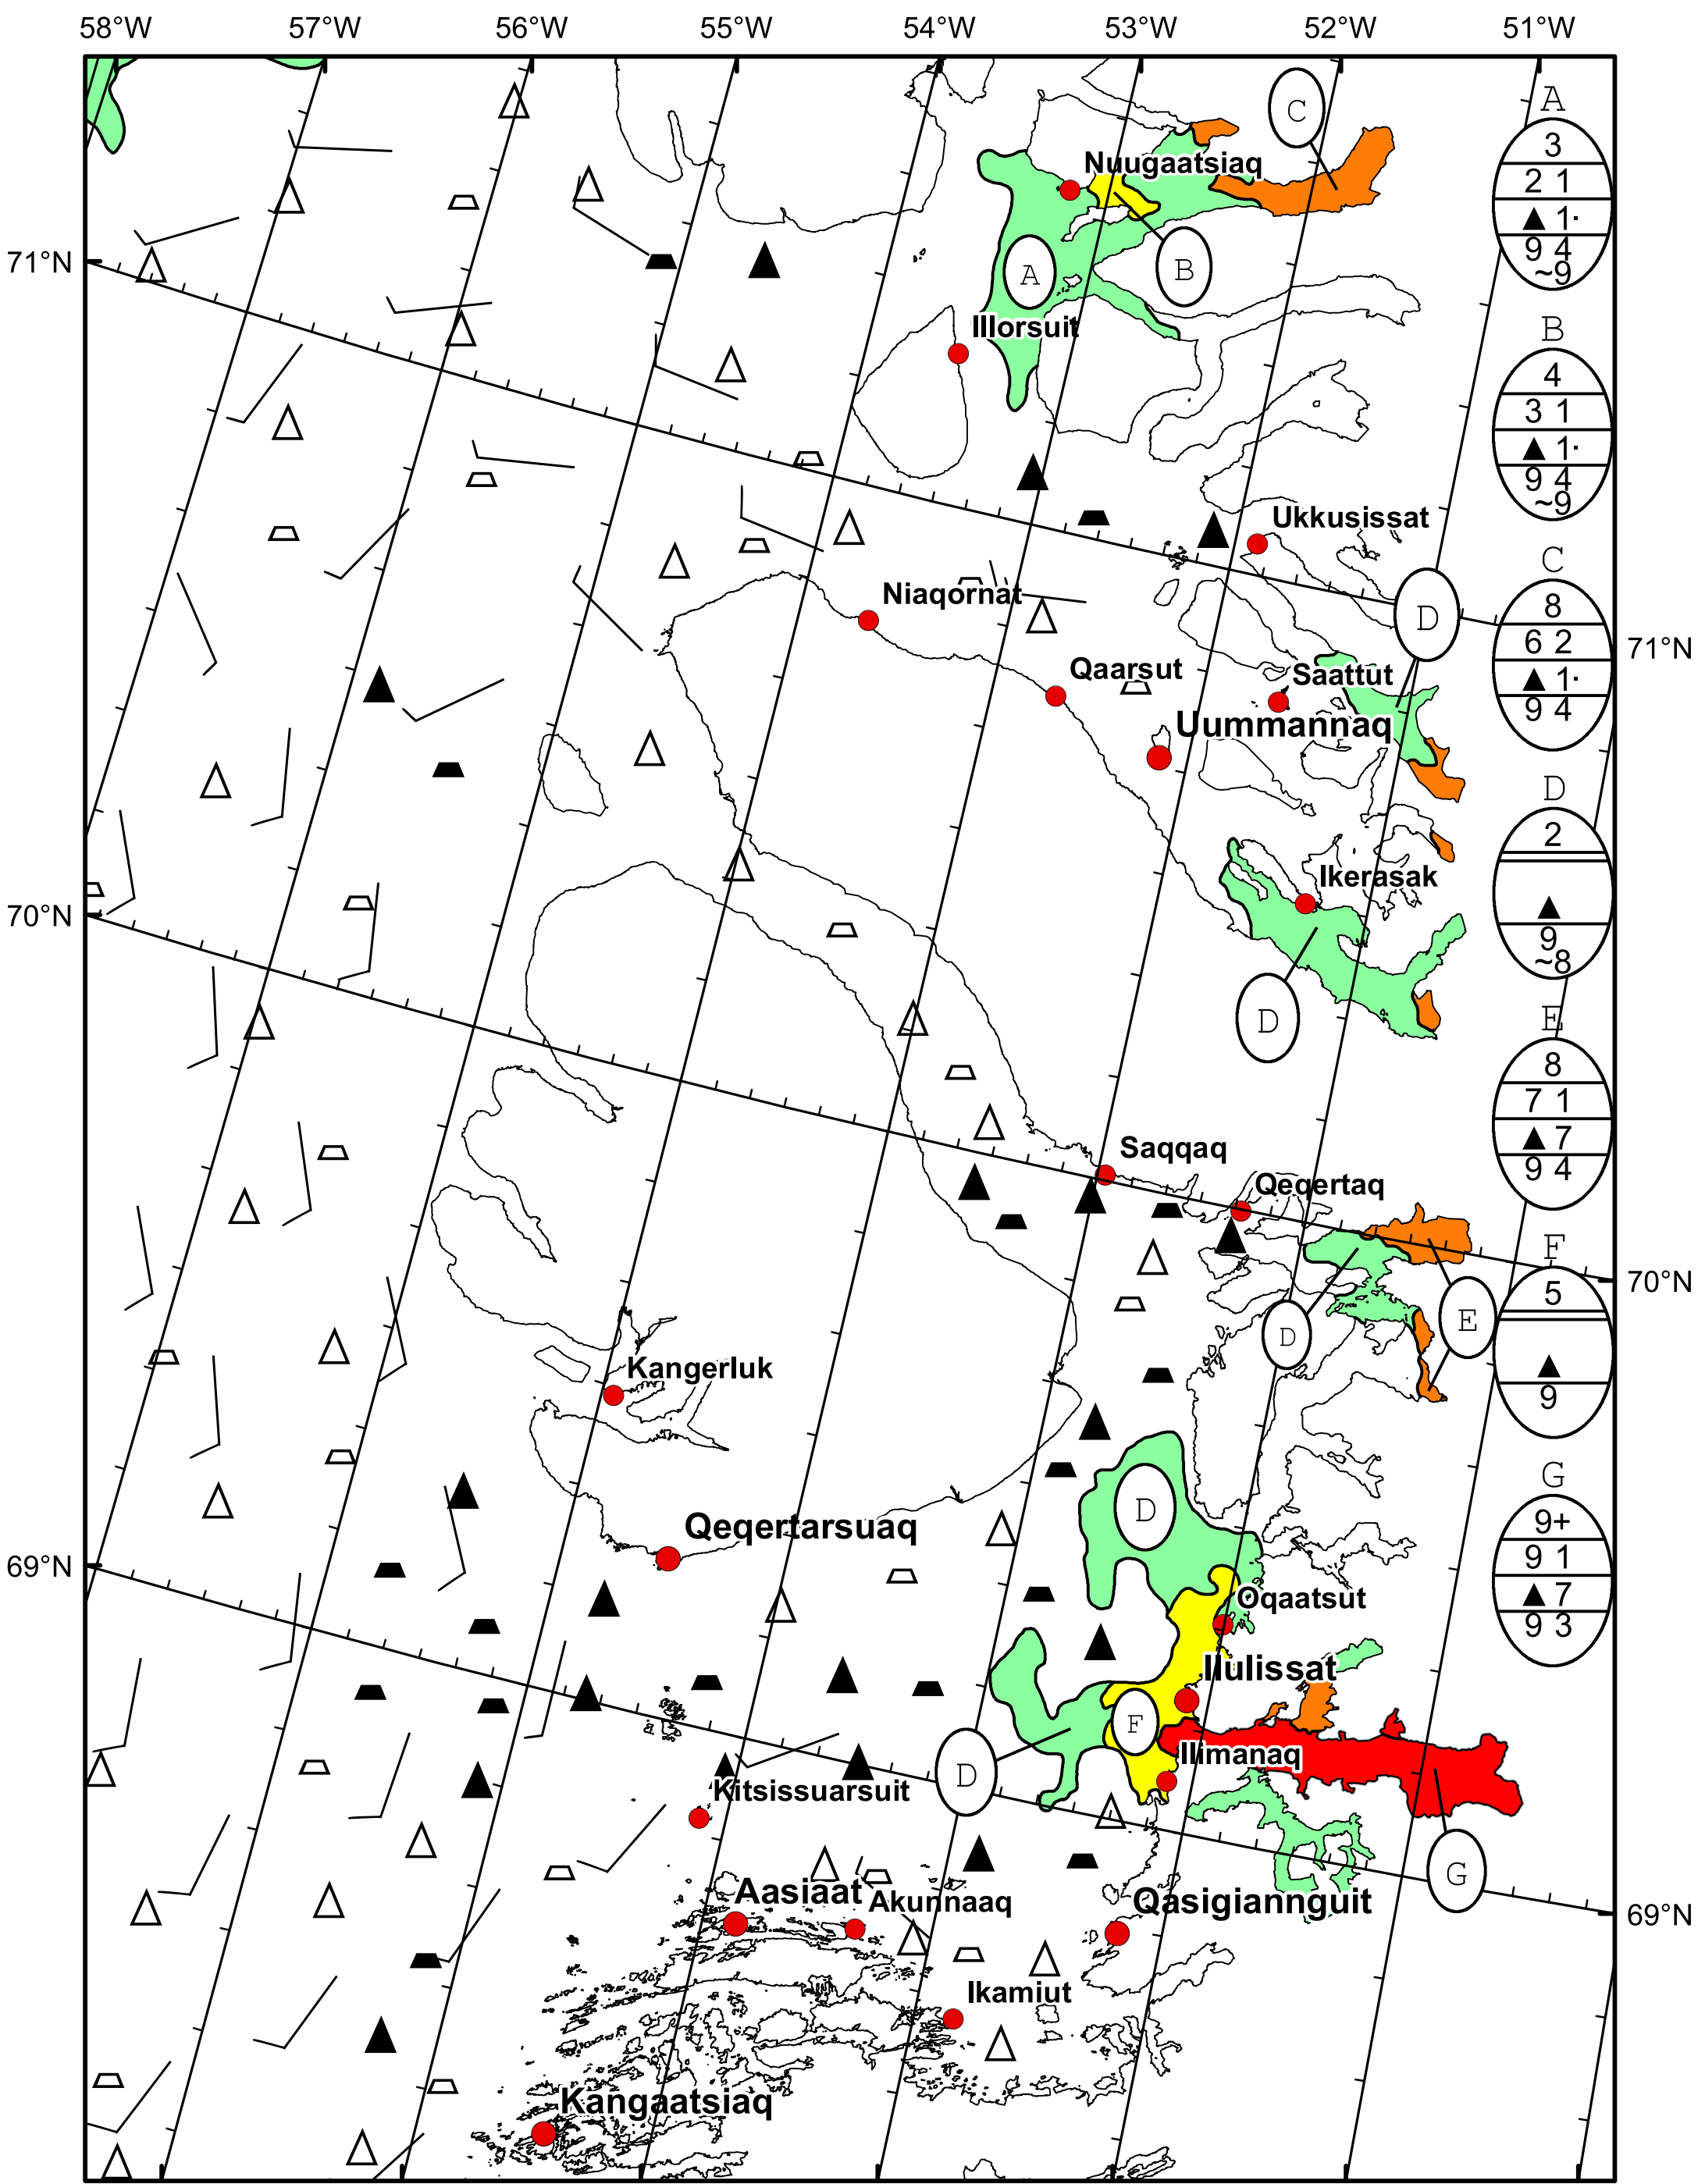 58°W 57°W 56°W 55°W 54°W 53°W 52°W 51°W
A
3
2 1
▲ 1·
9 4
~9
C
Nuugaatsiaq
71°N
A
B
Illorsuit
B
4
3 1
▲ 1·
9 4
~9
Ukkusissat
C
8
6 2
▲ 1·
9 4
Niaqornat
D
71°N
Qaarsut
Saattut
Uummannaq
D
2
▲
9
~8
Ikerasak
70°N
D
E
8
7 1
▲ 7
9 4
Saqqaq
Qeqertaq
F
5
▲
9
70°N
E
D
Kangerluk
G
9+
9 1
▲ 7
9 3
D
Qeqertarsuaq
69°N
Oqaatsut
Ilulissat
F
Ilimanaq
D
Kitsissuarsuit
G
Aasiaat
Akunnaaq
Qasigiannguit
69°N
Ikamiut
Kangaatsiaq